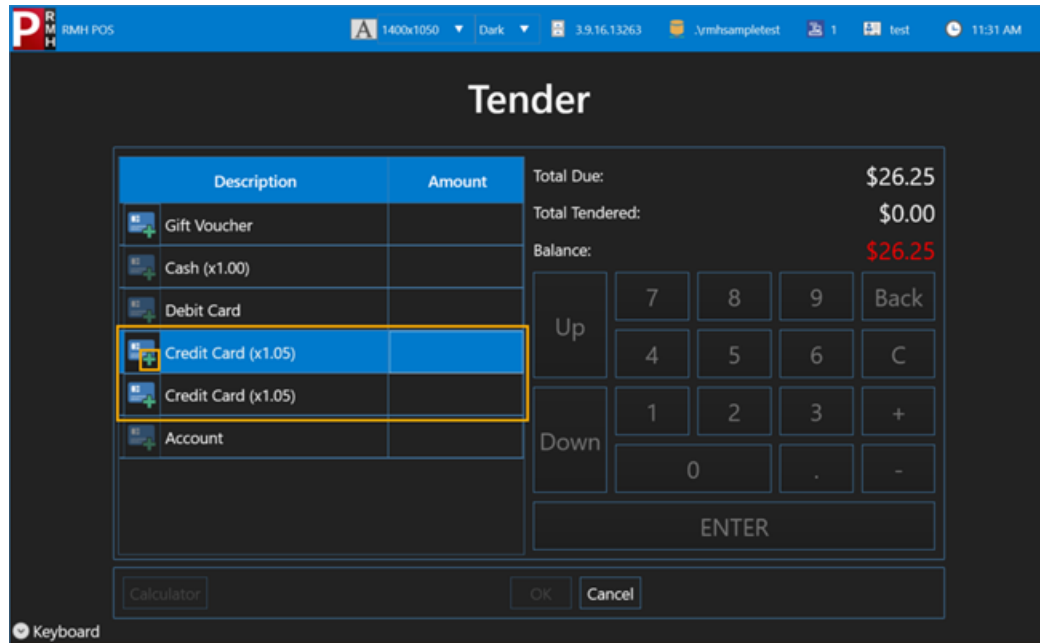 P RMH RMH POS A 1400x1050 Dark 3.9.16.13263 .\rmhsampletest 1 test 11:31 AM
Tender
Description Amount
Gift Voucher
Cash (x1.00)
Debit Card
Credit Card (x1.05)
Credit Card (x1.05)
Account
Total Due: $26.25
Total Tendered: $0.00
Balance: $26.25
Up 7 8 9 Back
4 5 6 C
Down 1 2 3 +
0 . -
ENTER
Calculator OK Cancel
Keyboard